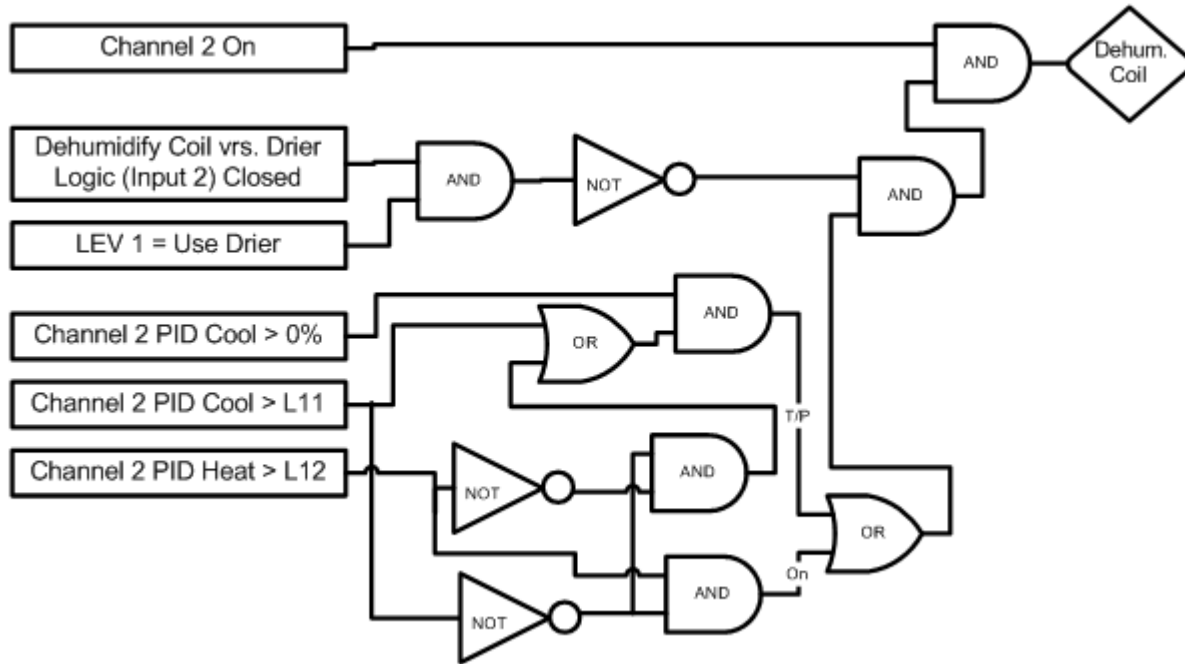 Channel 2 On
AND
Dehum.
Coil
Dehumidify Coil vrs. Drier
Logic (Input 2) Closed
AND
NOT
AND
LEV 1 = Use Drier
Channel 2 PID Cool > 0%
OR
AND
Channel 2 PID Cool > L11
T/P
Channel 2 PID Heat > L12
NOT
AND
OR
On
NOT
AND